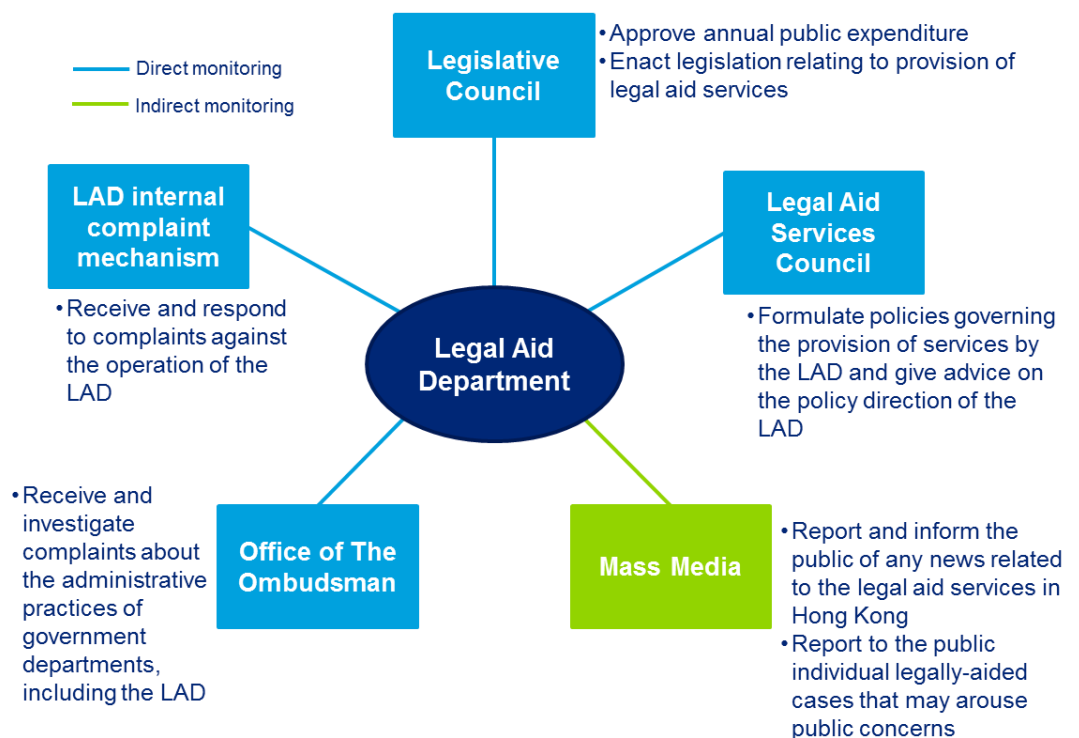 Direct monitoring
Indirect monitoring
Legislative
Council
•Approve annual public expenditure
•Enact legislation relating to provision of
legal aid services
LAD internal
complaint
mechanism
•Receive and respond
to complaints against
the operation of the
LAD
Legal Aid
Services
Council
•Formulate policies governing
the provision of services by
the LAD and give advice on
the policy direction of the
LAD
Legal Aid
Department
•Receive and
investigate
complaints about
the administrative
practices of
government
departments,
including the LAD
Office of The
Ombudsman
Mass Media
•Report and inform the
public of any news related
to the legal aid services in
Hong Kong
•Report to the public
individual legally-aided
cases that may arouse
public concerns